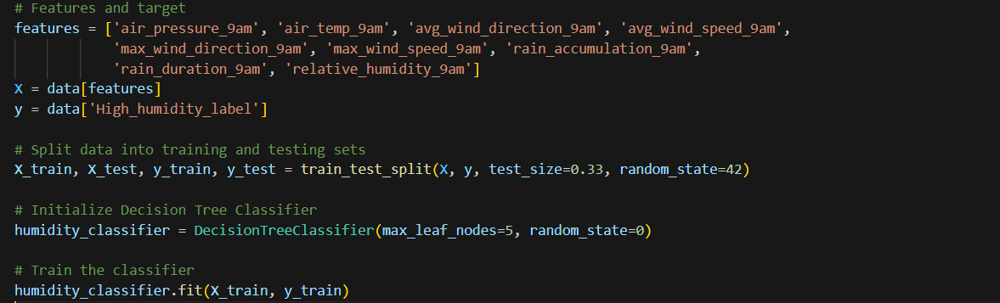 # Features and target
features = ['air_pressure_9am', 'air_temp_9am', 'avg_wind_direction_9am', 'avg_wind_speed_9am',
'max_wind_direction_9am', 'max_wind_speed_9am', 'rain_accumulation_9am',
'rain_duration_9am', 'relative_humidity_9am']
X = data[features]
y = data['High_humidity_label']
# Split data into training and testing sets
X_train, X_test, y_train, y_test = train_test_split(X, y, test_size=0.33, random_state=42)
# Initialize Decision Tree Classifier
humidity_classifier = DecisionTreeClassifier(max_leaf_nodes=5, random_state=0)
# Train the classifier
humidity_classifier.fit(X_train, y_train)